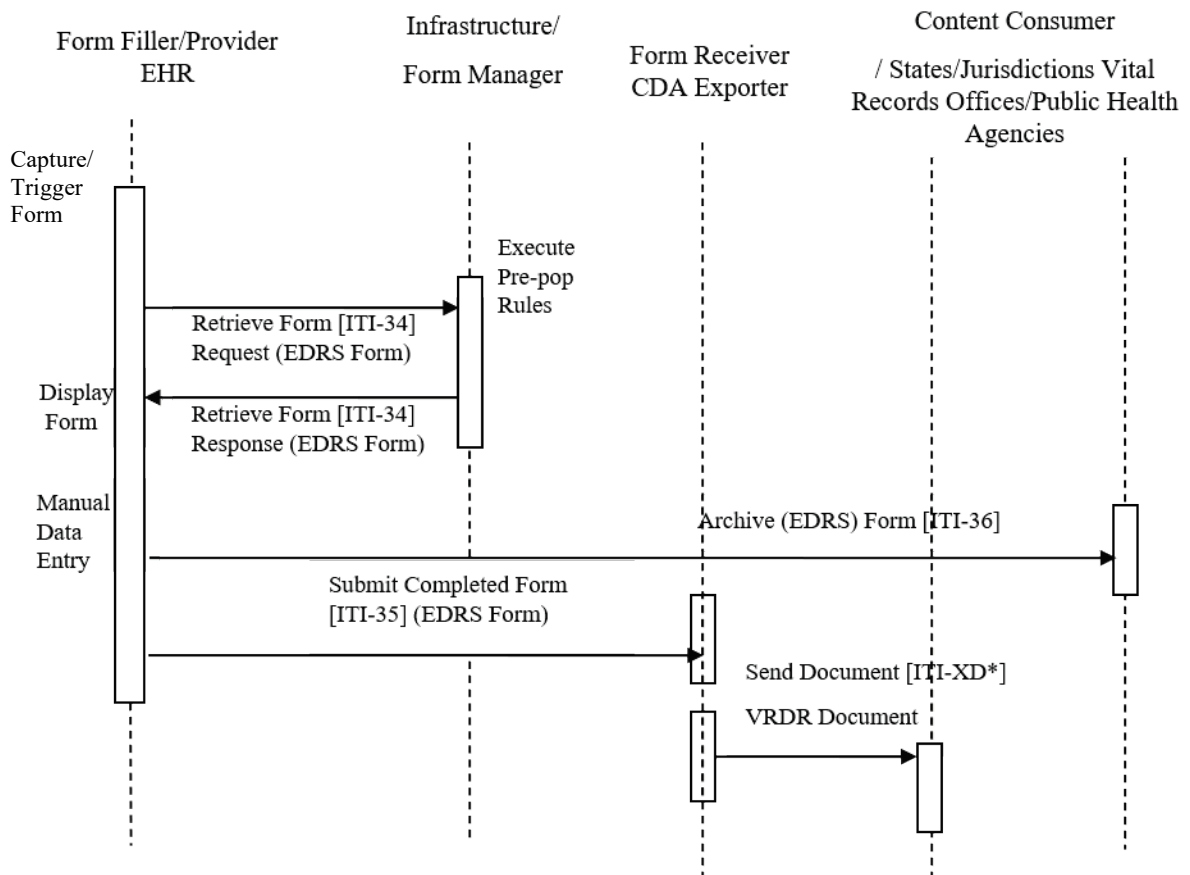 Form Filler/Provider
EHR
Infrastructure/
Form Manager
Form Receiver
CDA Exporter
Content Consumer
/ States/Jurisdictions Vital
Records Offices/Public Health
Agencies
Capture/
Trigger
Form
Execute
Pre-pop
Rules
Retrieve Form [ITI-34]
Request (EDRS Form)
Display
Form
Retrieve Form [ITI-34]
Response (EDRS Form)
Manual
Data
Entry
Archive (EDRS) Form [ITI-36]
Submit Completed Form
[ITI-35] (EDRS Form)
Send Document [ITI-XD*]
VRDR Document